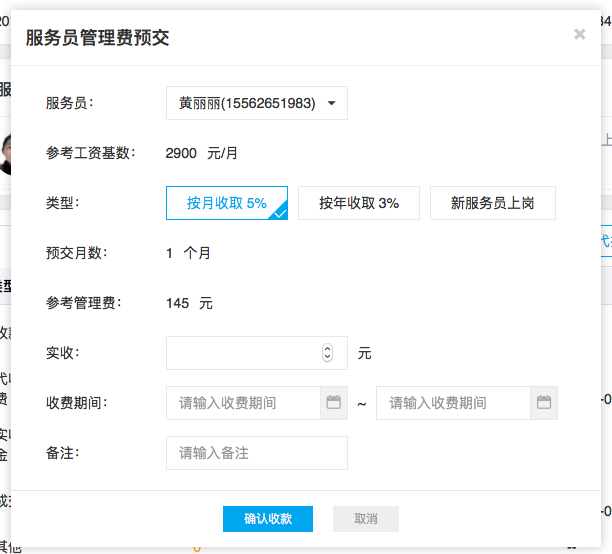 服务员管理费预交
服务员： 黄丽丽(15562651983)
参考工资基数： 2900 元/月
类型： 按月收取 5% 按年收取 3% 新服务员上岗
预交月数： 1 个月
参考管理费： 145 元
实收： 元
收费期间： 请输入收费期间 ~ 请输入收费期间
备注： 请输入备注
确认收款 取消
其他 0 --